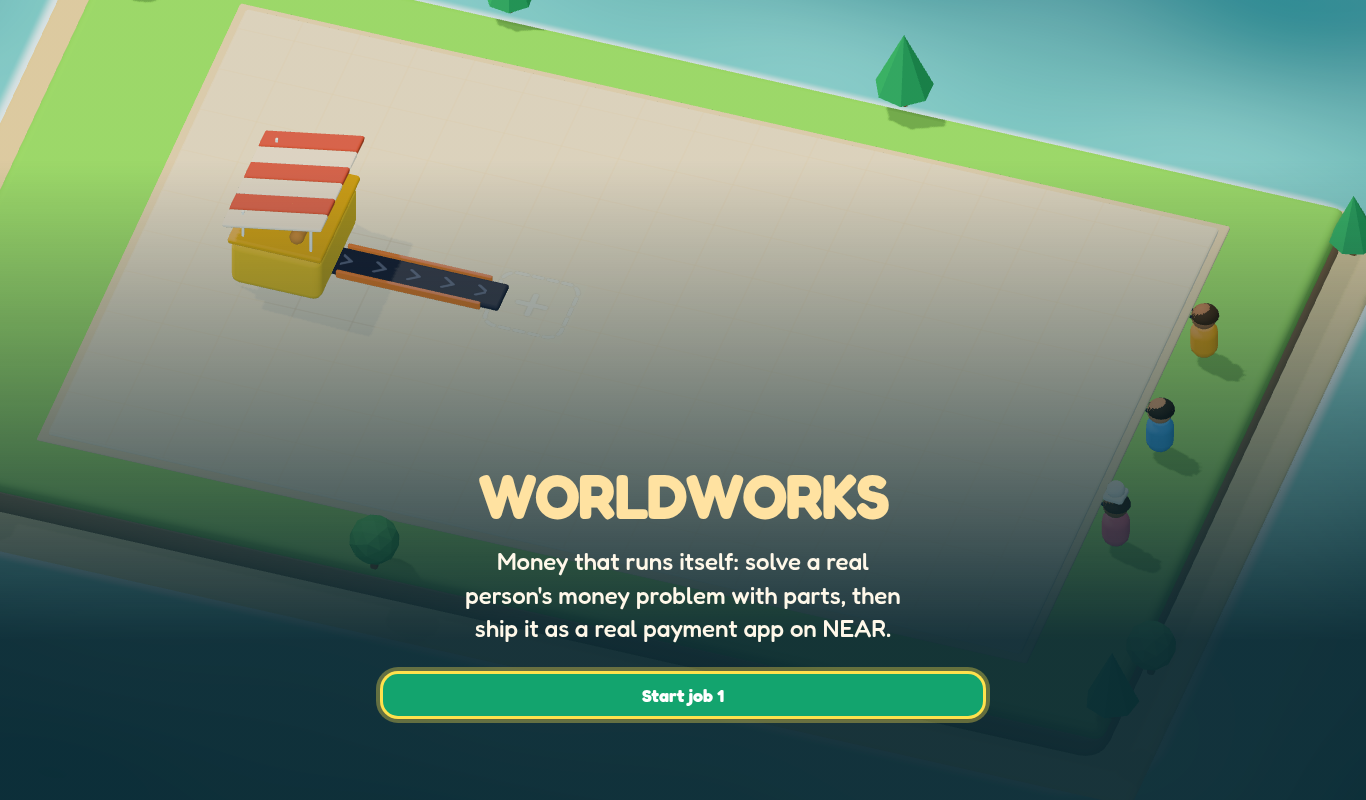 WORLDWORKS
Money that runs itself: solve a real
person's money problem with parts, then
ship it as a real payment app on NEAR.
Start job 1